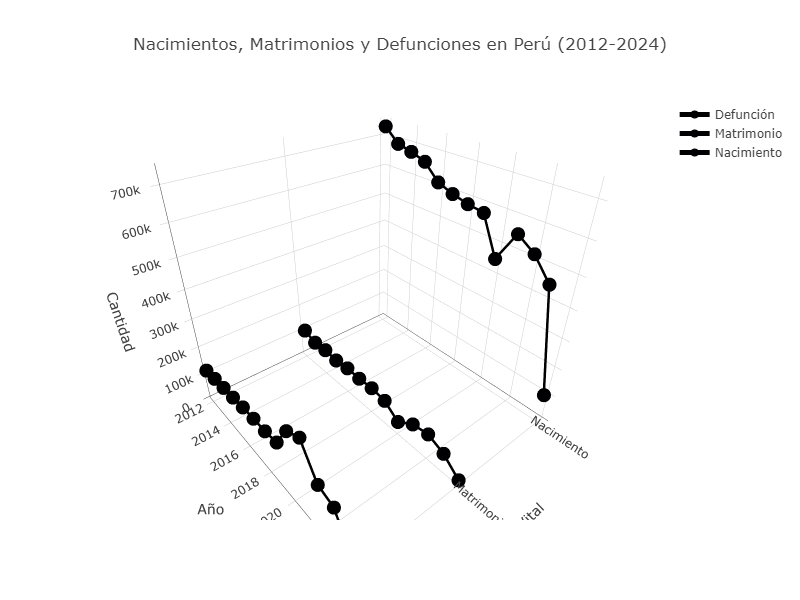 Nacimientos, Matrimonios y Defunciones en Perú (2012-2024)
Defunción
Matrimonio
Nacimiento
700k
600k
500k
400k
300k
200k
100k
0
Cantidad
2012
2014
2016
2018
Año
Nacimiento